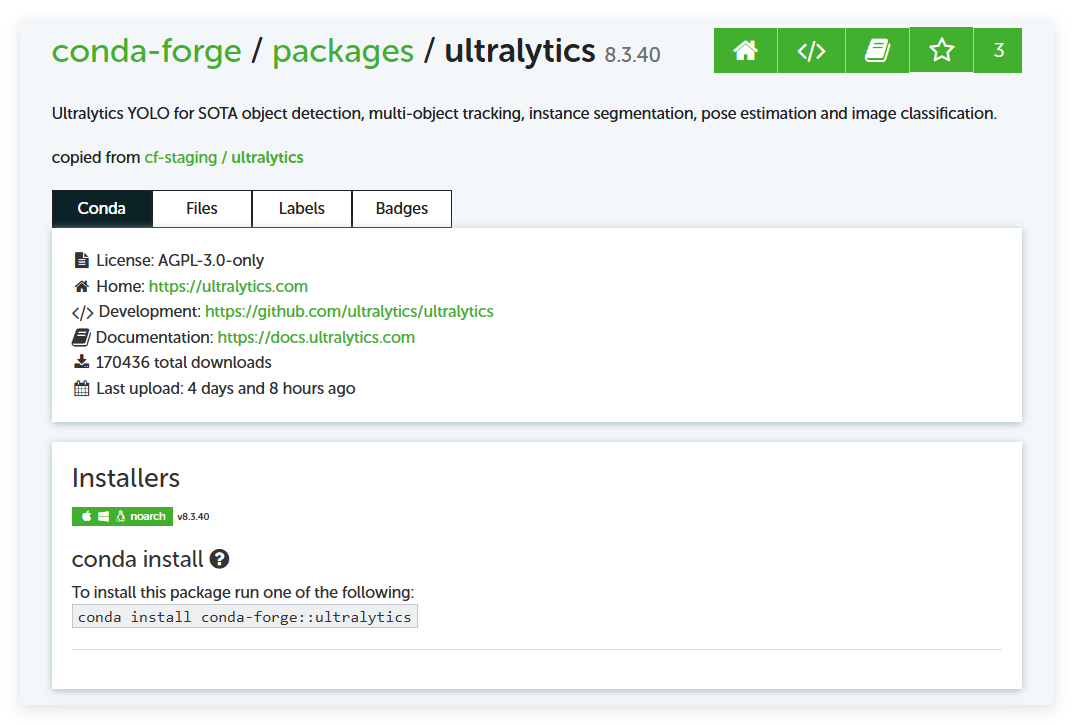 conda-forge / packages / ultralytics 8.3.40
3
Ultralytics YOLO for SOTA object detection, multi-object tracking, instance segmentation, pose estimation and image classification.
copied from cf-staging / ultralytics
Conda Files Labels Badges
License: AGPL-3.0-only
Home: https://ultralytics.com
</> Development: https://github.com/ultralytics/ultralytics
Documentation: https://docs.ultralytics.com
170436 total downloads
Last upload: 4 days and 8 hours ago
Installers
noarch v8.3.40
conda install ?
To install this package run one of the following:
conda install conda-forge::ultralytics